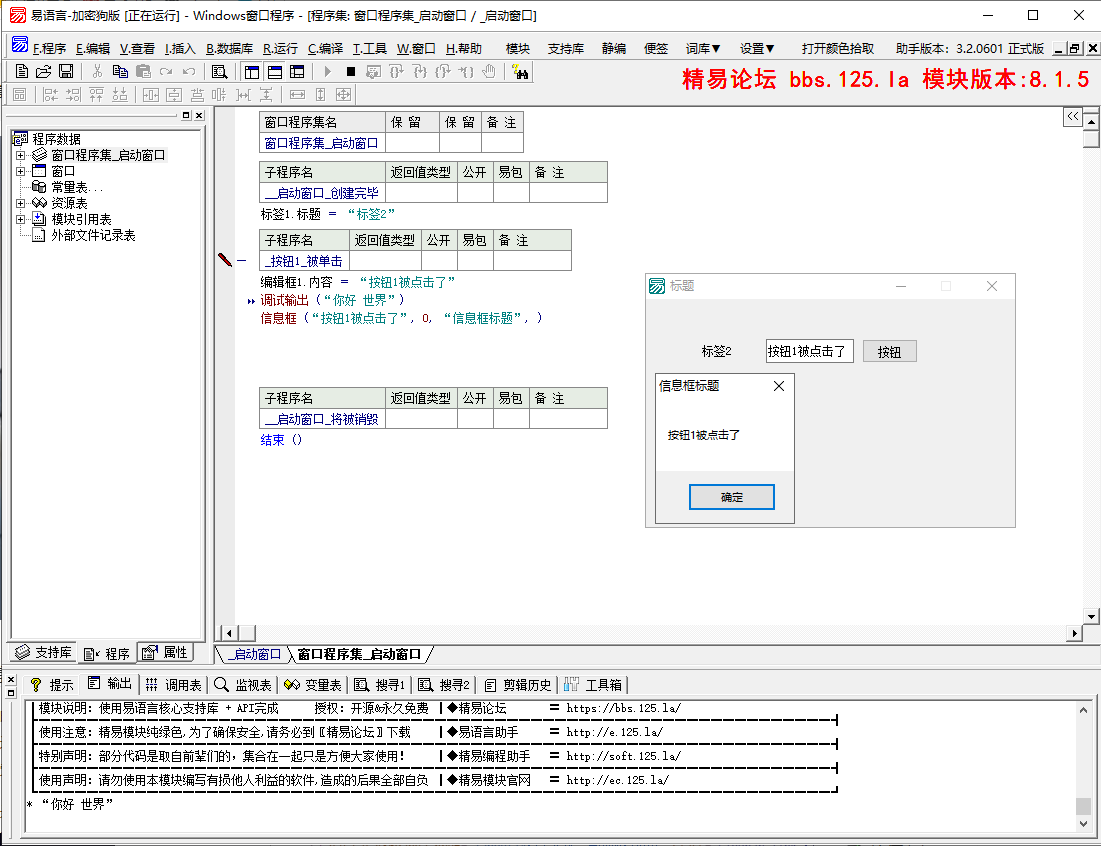 易语言-加密狗版 [正在运行] - Windows窗口程序 - [程序集: 窗口程序集_启动窗口 / _启动窗口]
F.程序 E.编辑 V.查看 I.插入 B.数据库 R.运行 C.编译 T.工具 W.窗口 H.帮助 模块 支持库 静编 便签 词库▼ 设置▼ 打开颜色拾取 助手版本: 3.2.0601 正式版
精易论坛 bbs.125.la 模块版本:8.1.5
程序数据
窗口程序集_启动窗口
窗口
常量表...
资源表
模块引用表
外部文件记录表
支持库 程序 属性
窗口程序集名 保 留 保 留 备 注
窗口程序集_启动窗口
子程序名 返回值类型 公开 易包 备 注
__启动窗口_创建完毕
标签1.标题 = “标签2”
子程序名 返回值类型 公开 易包 备 注
_按钮1_被单击
编辑框1.内容 = “按钮1被点击了”
调试输出 (“你好 世界”)
信息框 (“按钮1被点击了”, 0, “信息框标题”, )
子程序名 返回值类型 公开 易包 备 注
__启动窗口_将被销毁
结束 ()
标题
标签2 按钮1被点击了 按钮
信息框标题
按钮1被点击了
确定
_启动窗口 窗口程序集_启动窗口
提示 输出 调用表 监视表 变量表 搜寻1 搜寻2 剪辑历史 工具箱
模块说明: 使用易语言核心支持库 + API完成 授权: 开源&永久免费 ┃◆精易论坛 = https://bbs.125.la/
使用注意: 精易模块纯绿色,为了确保安全,请务必到〖精易论坛〗下载 ┃◆易语言助手 = http://e.125.la/
特别声明: 部分代码是取自前辈们的, 集合在一起只是方便大家使用! ┃◆精易编程助手 = http://soft.125.la/
使用声明: 请勿使用本模块编写有损他人利益的软件,造成的后果全部自负 ┃◆精易模块官网 = http://ec.125.la/
* “你好 世界”